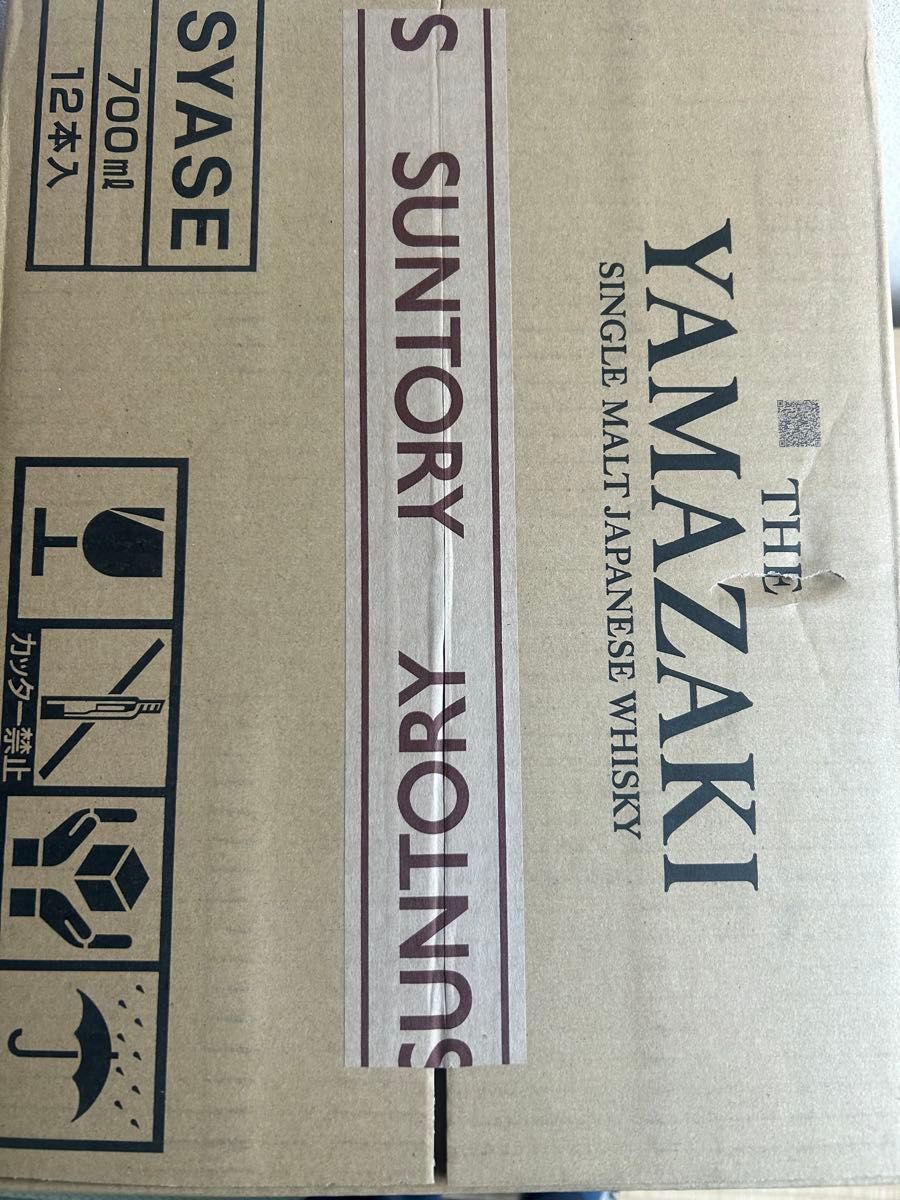 THE
YAMAZAKI
SINGLE MALT JAPANESE WHISKY
S SUNTORY SUNTORY SUNTORY
SYASE
700ml
12本入
カッター禁止